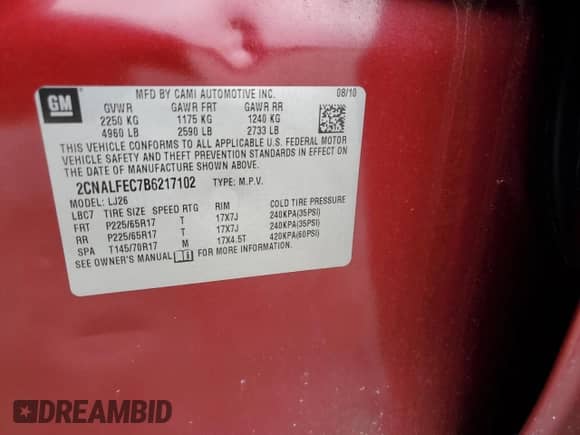 GM
MFD BY CAMI AUTOMOTIVE INC. 08/10
GVWR GAWR FRT GAWR RR
2250 KG 1175 KG 1240 KG
4960 LB 2590 LB 2733 LB
THIS VEHICLE CONFORMS TO ALL APPLICABLE U.S. FEDERAL MOTOR
VEHICLE SAFETY AND THEFT PREVENTION STANDARDS IN EFFECT ON
THE DATE OF MANUFACTURE SHOWN ABOVE.
2CNALFEC7B6217102 TYPE: M.P.V.
MODEL: LJ26
LBC7 TIRE SIZE SPEED RTG RIM COLD TIRE PRESSURE
FRT P225/65R17 T 17X7J 240KPA(35PSI)
RR P225/65R17 T 17X7J 240KPA(35PSI)
SPA T145/70R17 M 17X4.5T 420KPA(60PSI)
SEE OWNER'S MANUAL i FOR MORE INFORMATION.
DREAMBID